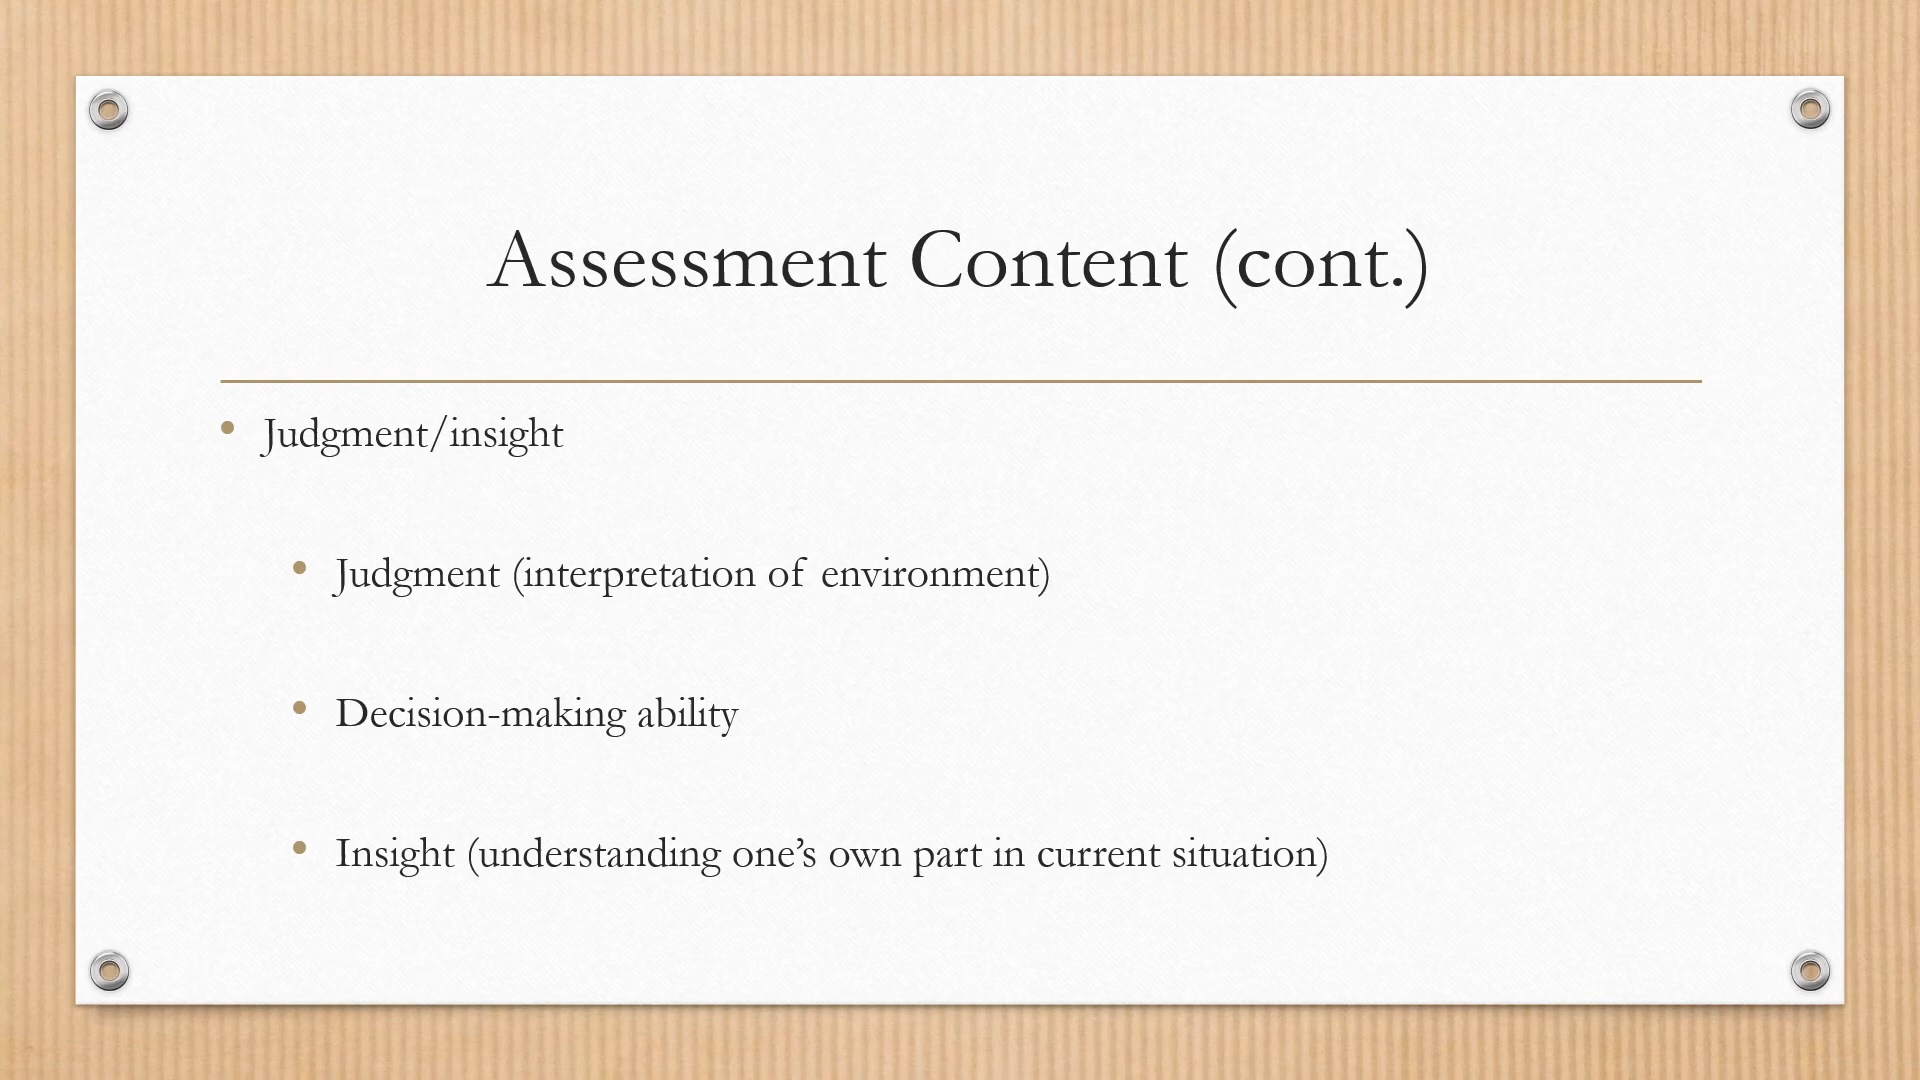 Assessment Content (cont.)
• Judgment/insight
• Judgment (interpretation of environment)
• Decision-making ability
• Insight (understanding one’s own part in current situation)